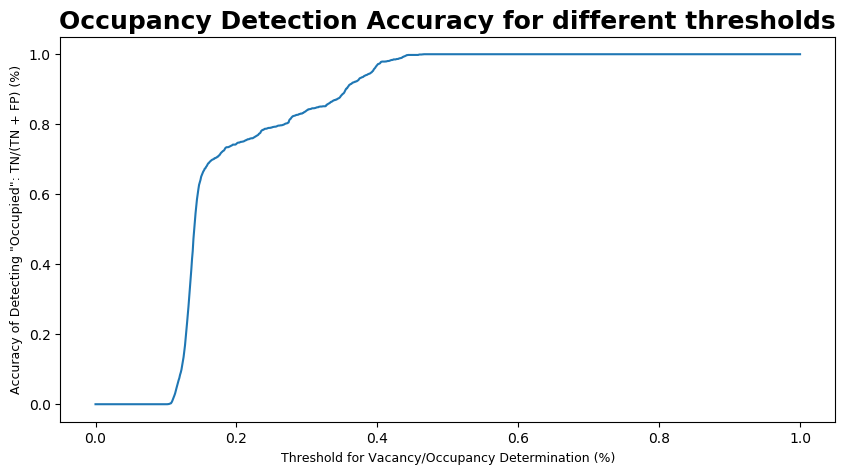 Occupancy Detection Accuracy for different thresholds
Accuracy of Detecting "Occupied": TN/(TN + FP) (%)
1.0
0.8
0.6
0.4
0.2
0.0
0.0 0.2 0.4 0.6 0.8 1.0
Threshold for Vacancy/Occupancy Determination (%)